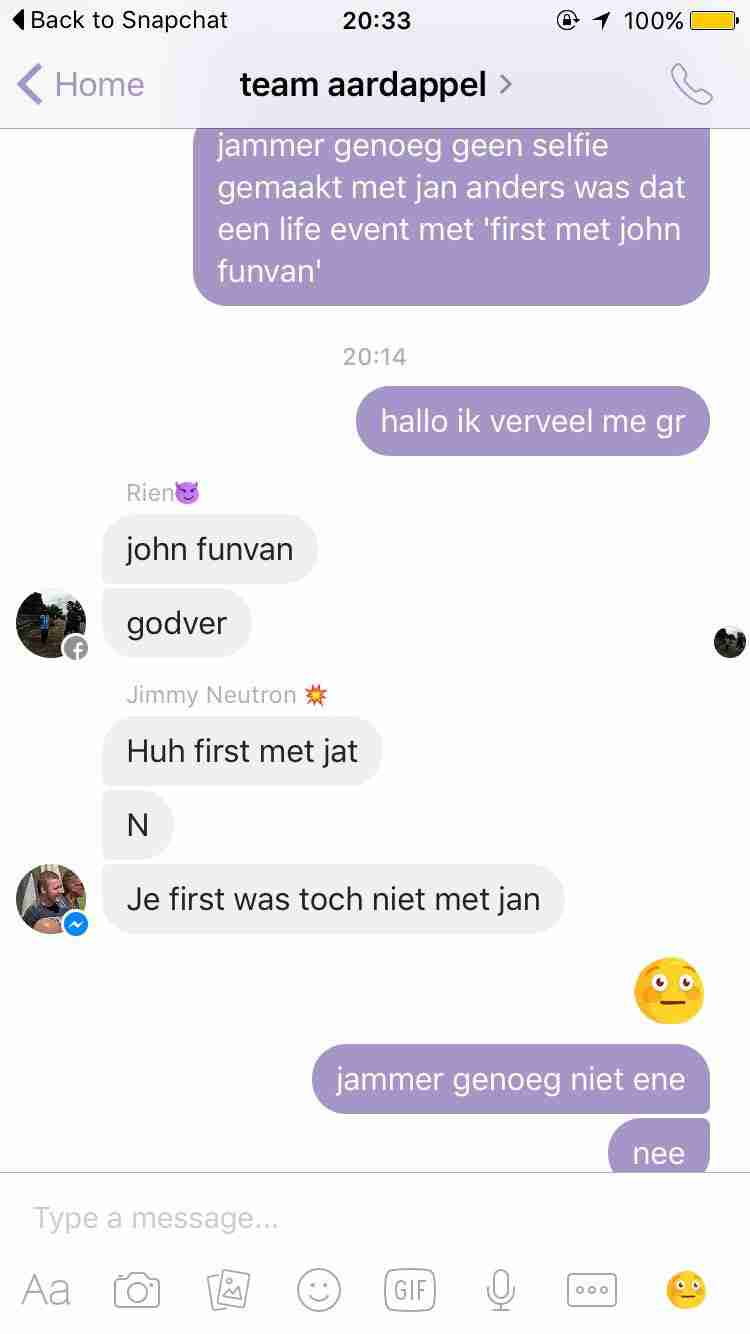 Back to Snapchat 20:33 100%
Home team aardappel
jammer genoeg geen selfie
gemaakt met jan anders was dat
een life event met 'first met john
funvan'
20:14
hallo ik verveel me gr
Rien😈
john funvan
godver
Jimmy Neutron 💥
Huh first met jat
N
Je first was toch niet met jan
😳
jammer genoeg niet ene
nee
Type a message...
Aa GIF